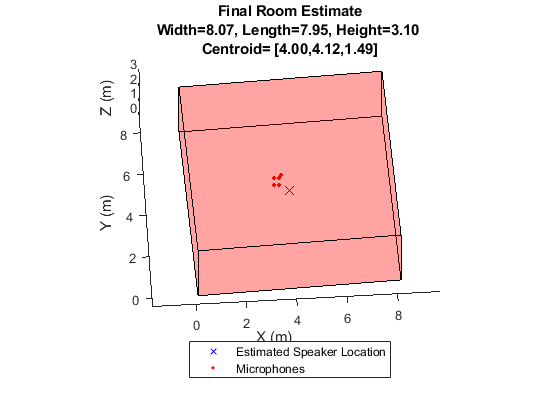 Final Room Estimate
Width=8.07, Length=7.95, Height=3.10
Centroid= [4.00,4.12,1.49]
3
2
1
0
Z (m)
8
6
4
2
0
Y (m)
0
2
4
6
8
X (m)
Estimated Speaker Location
Microphones